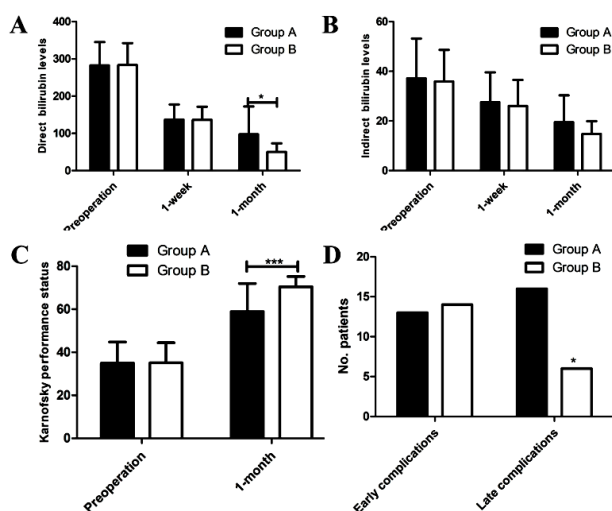 A
Direct bilirubin levels
400
300
200
100
0
Group A
Group B
*
Preoperation
1-week
1-month
B
Indirect bilirubin levels
60
40
20
0
Group A
Group B
Preoperation
1-week
1-month
C
Karnofsky performance status
80
60
40
20
0
Group A
Group B
***
Preoperation
1-month
D
No. patients
20
15
10
5
0
Group A
Group B
*
Early complications
Late complications